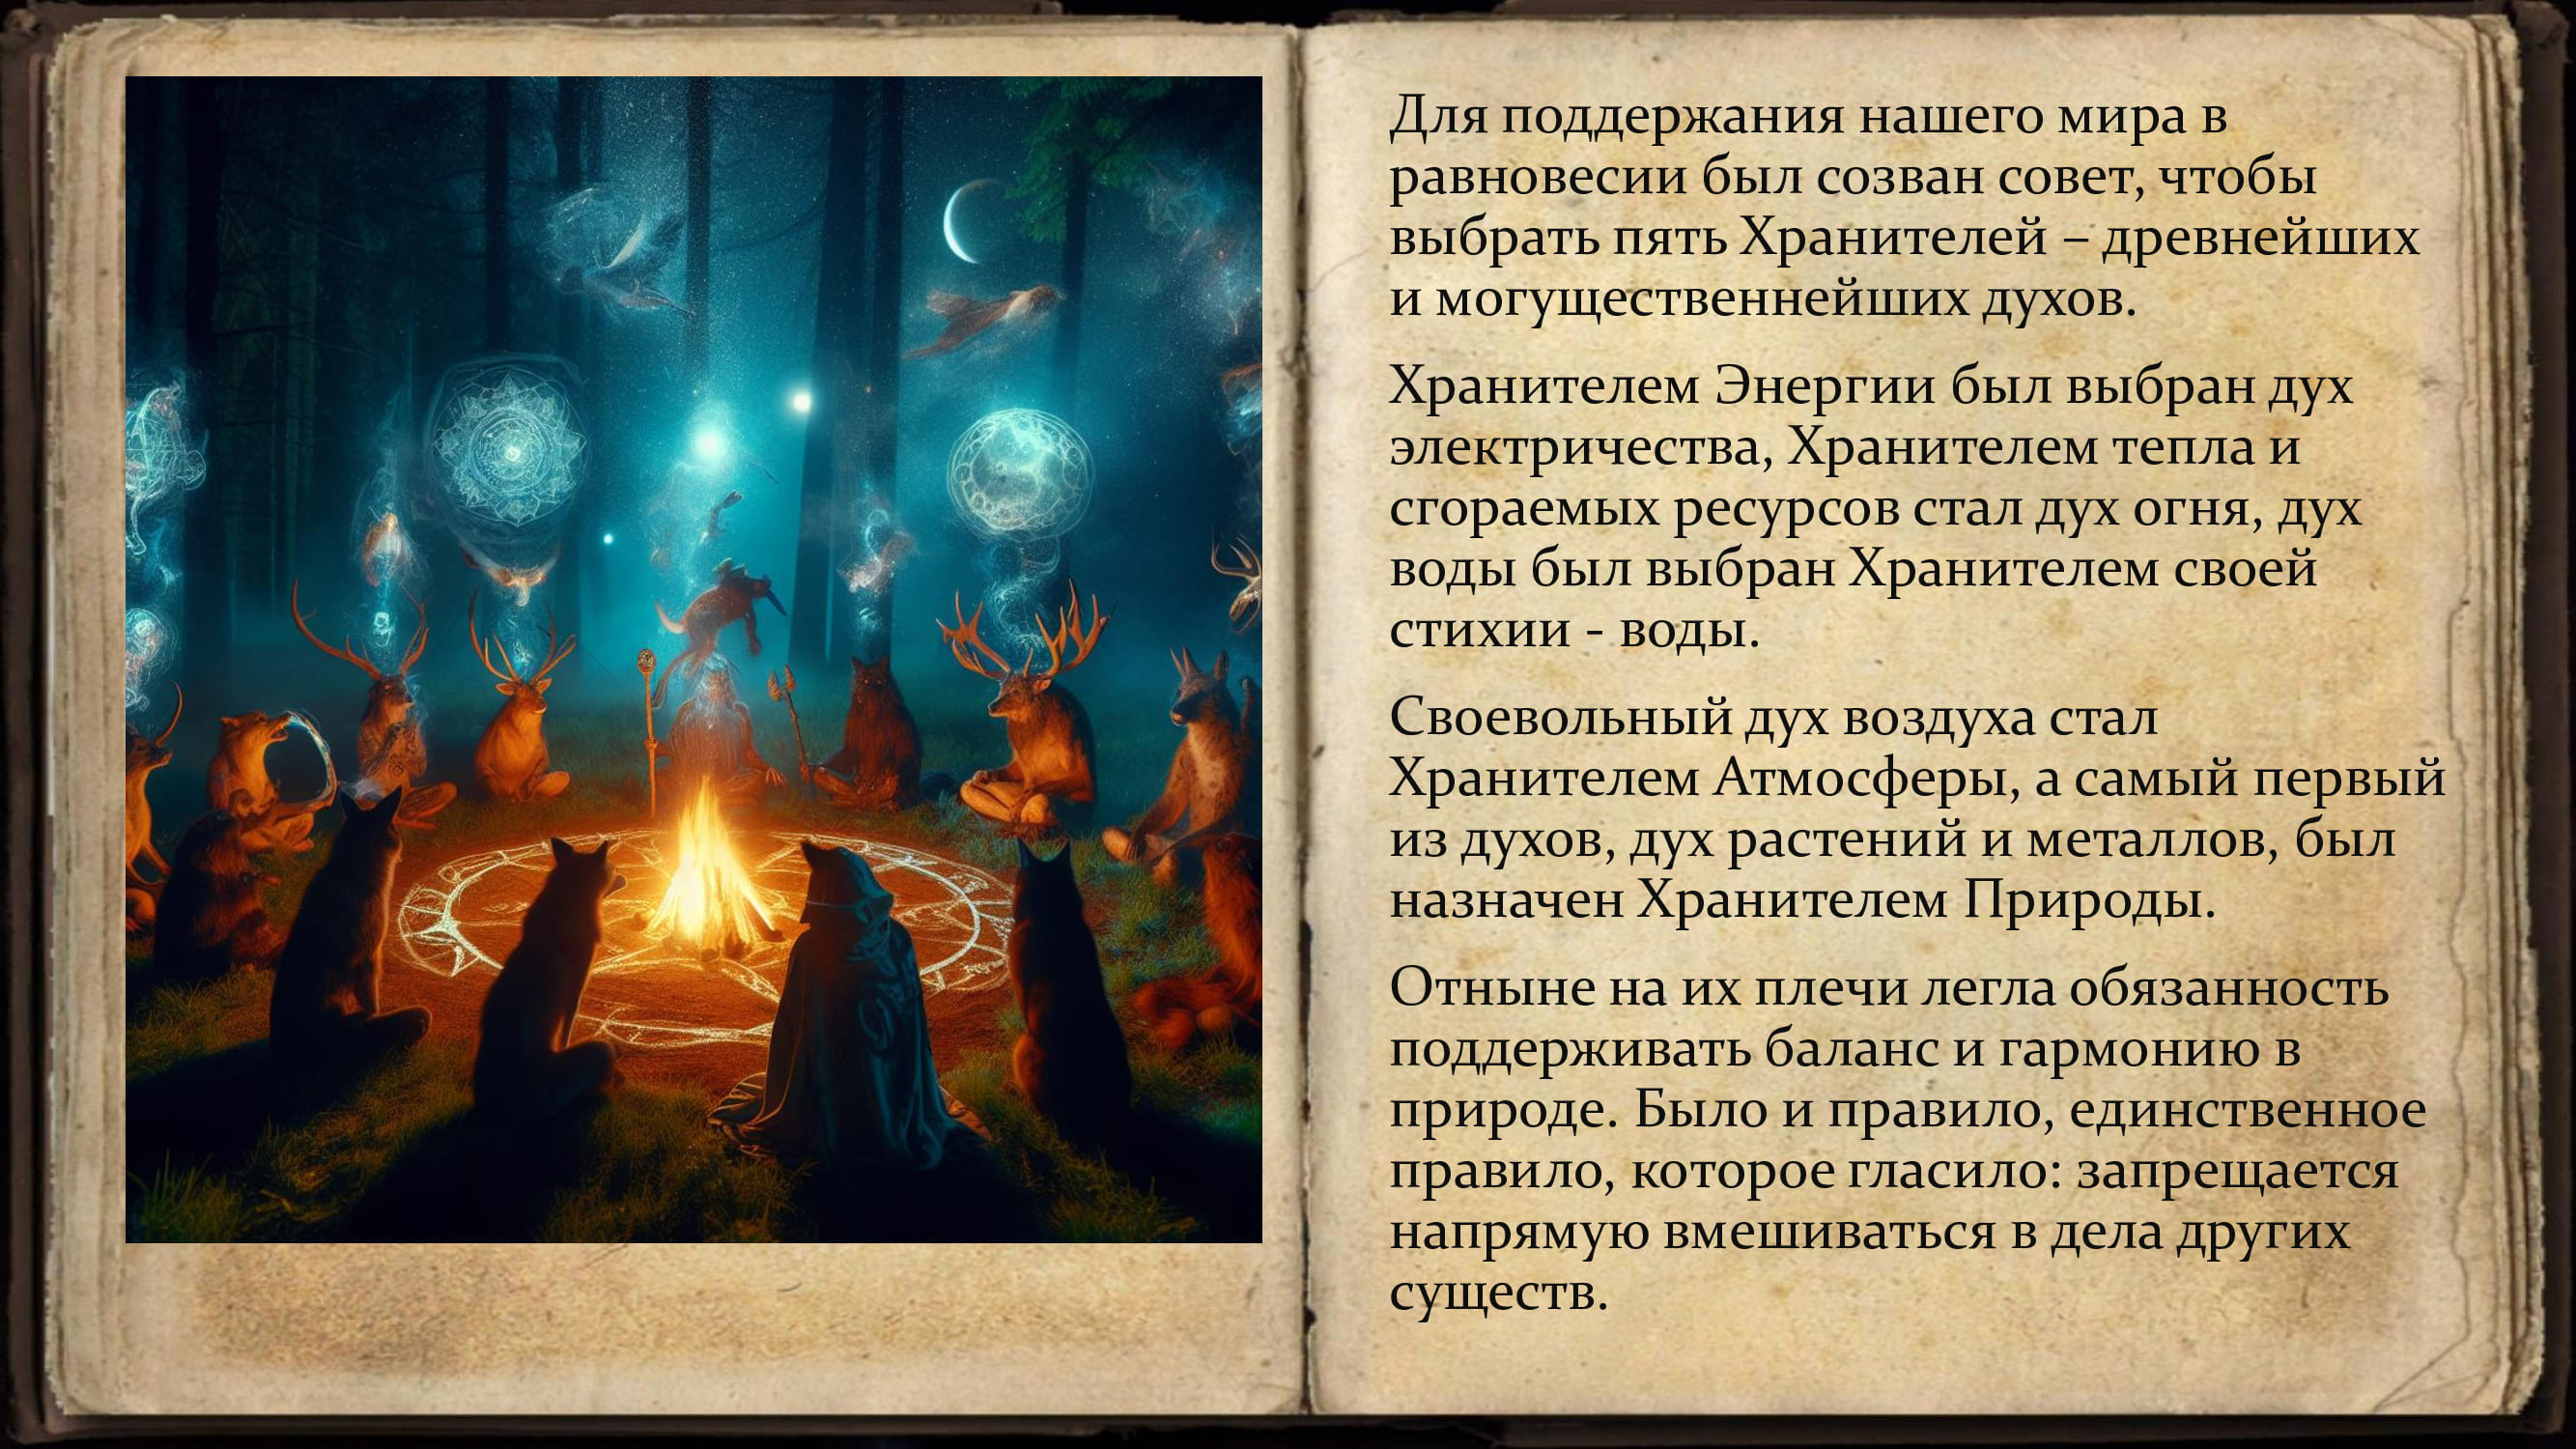 Для поддержания нашего мира в
равновесии был созван совет, чтобы
выбрать пять Хранителей – древнейших
и могущественнейших духов.
Хранителем Энергии был выбран дух
электричества, Хранителем тепла и
сгораемых ресурсов стал дух огня, дух
воды был выбран Хранителем своей
стихии - воды.
Своевольный дух воздуха стал
Хранителем Атмосферы, а самый первый
из духов, дух растений и металлов, был
назначен Хранителем Природы.
Отныне на их плечи легла обязанность
поддерживать баланс и гармонию в
природе. Было и правило, единственное
правило, которое гласило: запрещается
напрямую вмешиваться в дела других
существ.